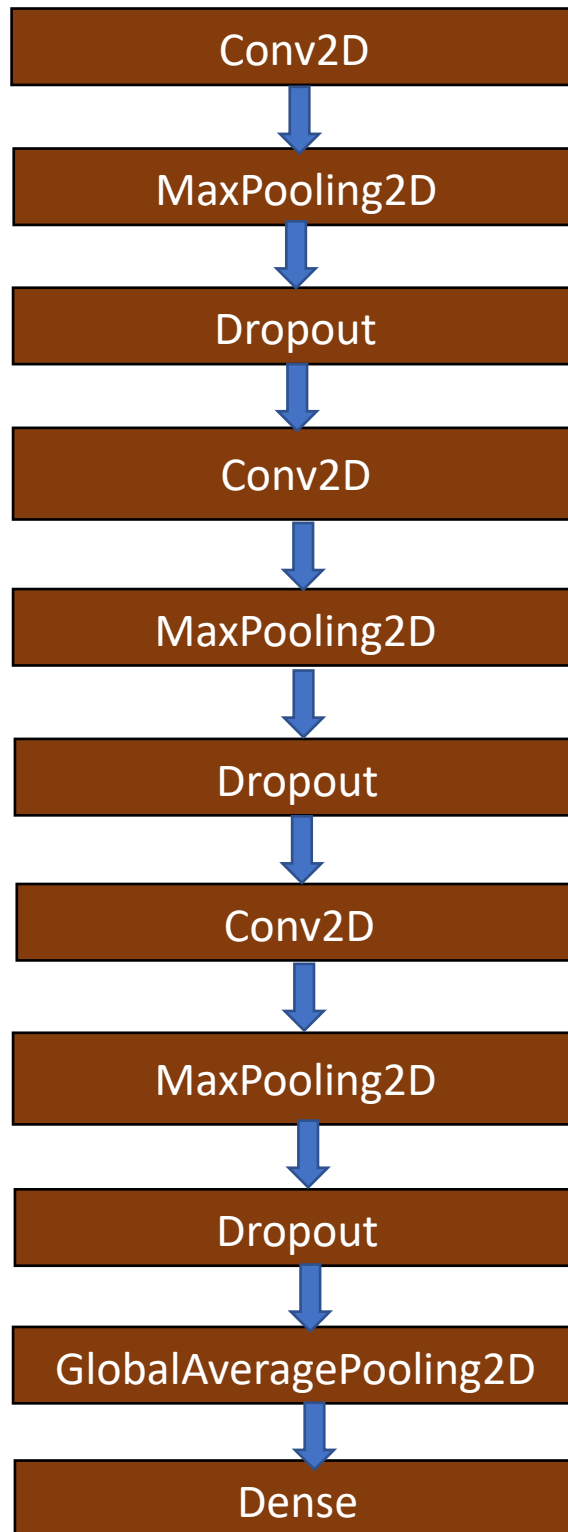 Conv2D
MaxPooling2D
Dropout
Conv2D
MaxPooling2D
Dropout
Conv2D
MaxPooling2D
Dropout
GlobalAveragePooling2D
Dense